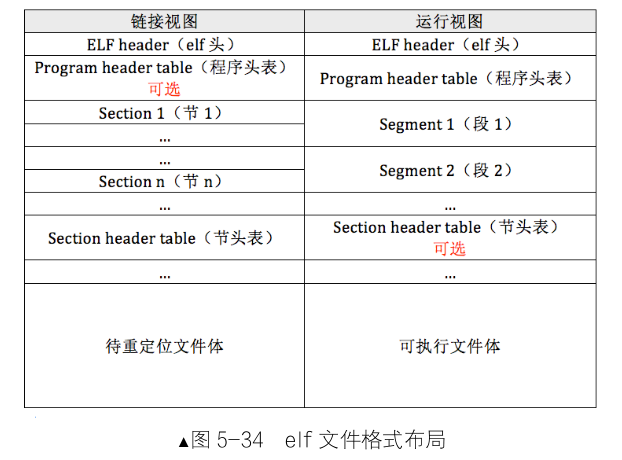 链接视图
运行视图
ELF header（elf 头）
ELF header（elf 头）
Program header table（程序头表）
可选
Program header table（程序头表）
Section 1（节 1）
...
Segment 1（段 1）
...
Section n（节 n）
Segment 2（段 2）
...
...
Section header table（节头表）
Section header table（节头表）
可选
...
...
待重定位文件体
可执行文件体
▲图 5-34 elf 文件格式布局